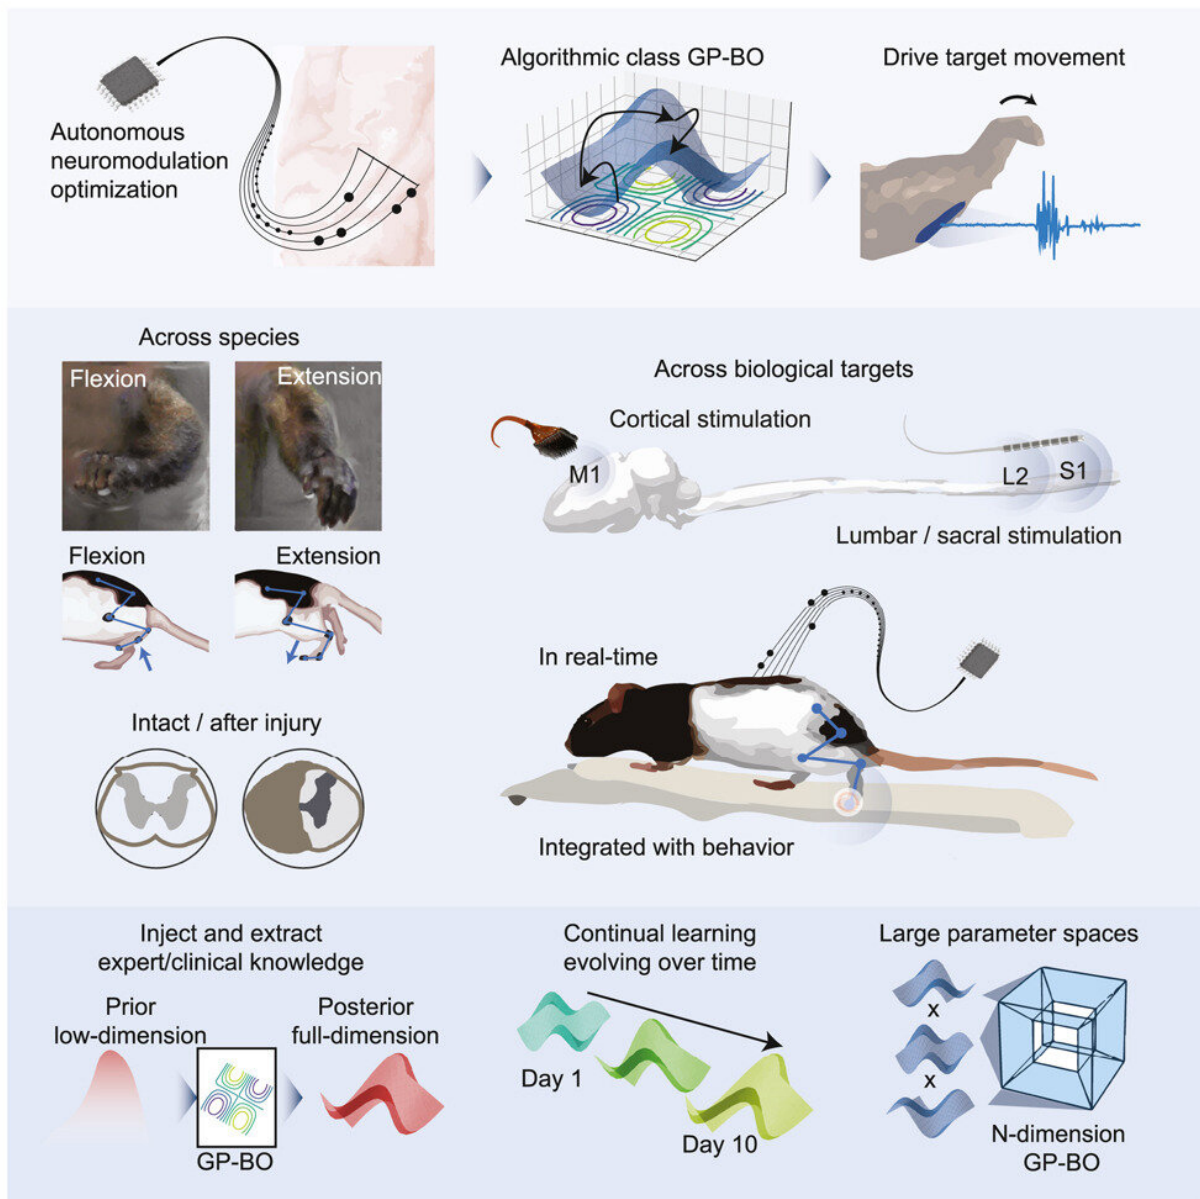 Autonomous
neuromodulation
optimization
Algorithmic class GP-BO
Drive target movement
Across species
Flexion
Extension
Flexion
Extension
Intact / after injury
Across biological targets
Cortical stimulation
M1
L2
S1
Lumbar / sacral stimulation
In real-time
Integrated with behavior
Inject and extract
expert/clinical knowledge
Prior
low-dimension
Posterior
full-dimension
GP-BO
Continual learning
evolving over time
Day 1
Day 10
Large parameter spaces
x
x
N-dimension
GP-BO